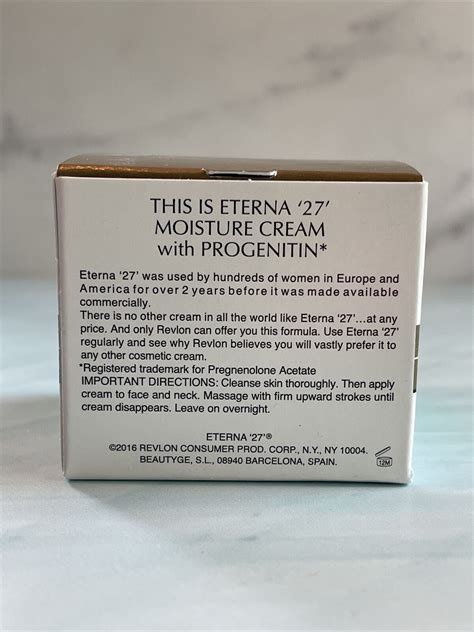 THIS IS ETERNA ‘27’
MOISTURE CREAM
with PROGENITIN*
Eterna ‘27’ was used by hundreds of women in Europe and
America for over 2 years before it was made available
commercially.
There is no other cream in all the world like Eterna ‘27’...at any
price. And only Revlon can offer you this formula. Use Eterna ‘27’
regularly and see why Revlon believes you will vastly prefer it to
any other cosmetic cream.
*Registered trademark for Pregnenolone Acetate
IMPORTANT DIRECTIONS: Cleanse skin thoroughly. Then apply
cream to face and neck. Massage with firm upward strokes until
cream disappears. Leave on overnight.
ETERNA ‘27’®
©2016 REVLON CONSUMER PROD. CORP., N.Y., NY 10004.
BEAUTYGE, S.L., 08940 BARCELONA, SPAIN.
12M